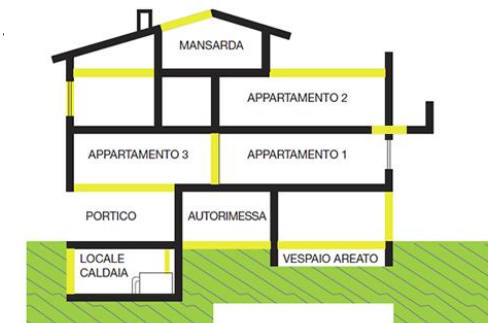 MANSARDA
APPARTAMENTO 2
APPARTAMENTO 3
APPARTAMENTO 1
PORTICO
AUTORIMESSA
LOCALE
CALDAIA
VESPAIO AREATO